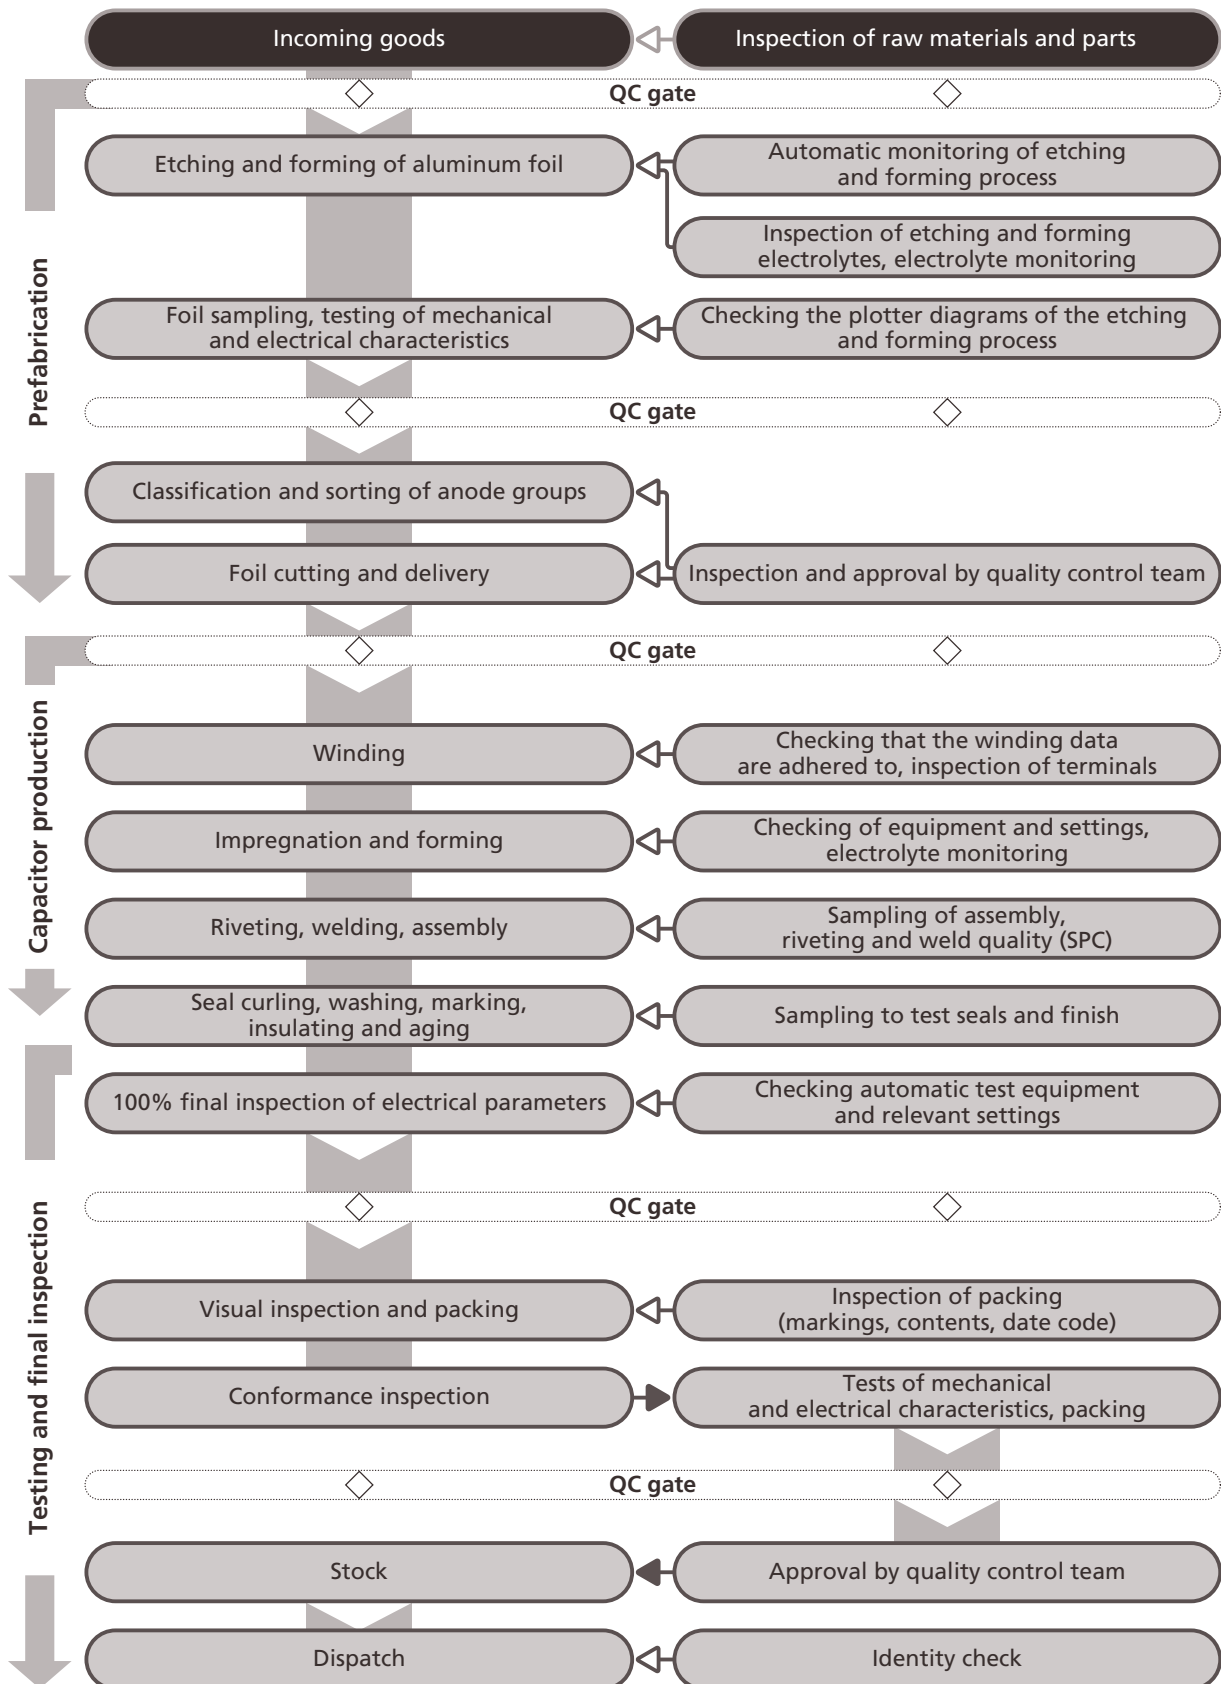 Incoming goods
Inspection of raw materials and parts
QC gate
Etching and forming of aluminum foil
Automatic monitoring of etching
and forming process
Inspection of etching and forming
electrolytes, electrolyte monitoring
Prefabrication
Foil sampling, testing of mechanical
and electrical characteristics
Checking the plotter diagrams of the etching
and forming process
QC gate
Classification and sorting of anode groups
Foil cutting and delivery
Inspection and approval by quality control team
QC gate
Capacitor production
Winding
Checking that the winding data
are adhered to, inspection of terminals
Impregnation and forming
Checking of equipment and settings,
electrolyte monitoring
Riveting, welding, assembly
Sampling of assembly,
riveting and weld quality (SPC)
Seal curling, washing, marking,
insulating and aging
Sampling to test seals and finish
100% final inspection of electrical parameters
Checking automatic test equipment
and relevant settings
QC gate
Testing and final inspection
Visual inspection and packing
Inspection of packing
(markings, contents, date code)
Conformance inspection
Tests of mechanical
and electrical characteristics, packing
QC gate
Stock
Approval by quality control team
Dispatch
Identity check